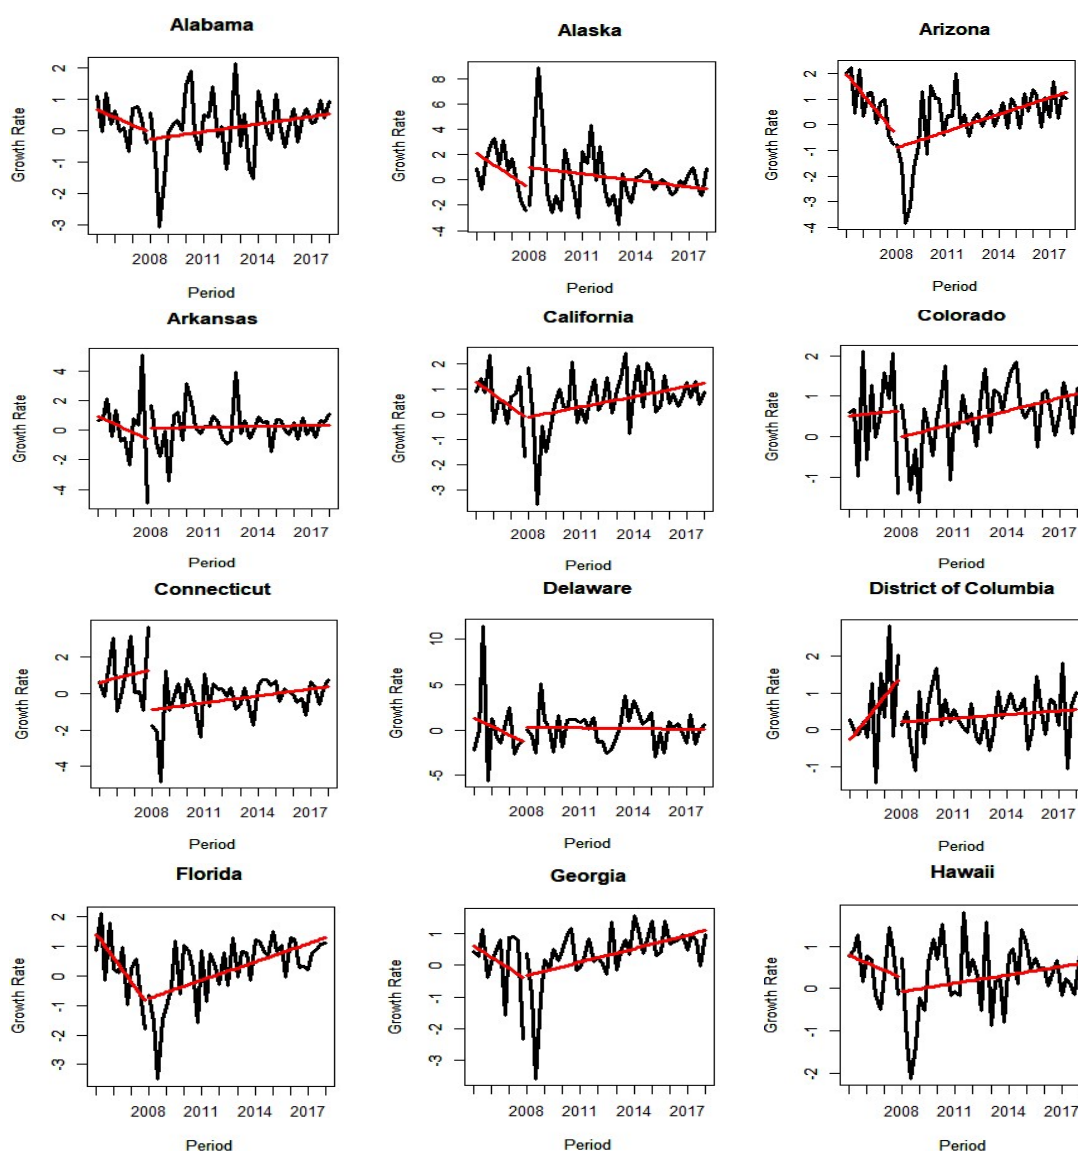 Alabama
Growth Rate
2
1
0
-1
-2
-3
2008 2011 2014 2017
Period
Alaska
Growth Rate
8
6
4
2
0
-2
-4
2008 2011 2014 2017
Period
Arizona
Growth Rate
2
1
0
-1
-2
-3
-4
2008 2011 2014 2017
Period
Arkansas
Growth Rate
4
2
0
-2
-4
2008 2011 2014 2017
Period
California
Growth Rate
2
1
0
-1
-2
-3
2008 2011 2014 2017
Period
Colorado
Growth Rate
2
1
0
-1
2008 2011 2014 2017
Period
Connecticut
Growth Rate
2
0
-2
-4
2008 2011 2014 2017
Period
Delaware
Growth Rate
10
5
0
-5
2008 2011 2014 2017
Period
District of Columbia
Growth Rate
2
1
0
-1
2008 2011 2014 2017
Period
Florida
Growth Rate
2
1
0
-1
-2
-3
2008 2011 2014 2017
Period
Georgia
Growth Rate
1
0
-1
-2
-3
2008 2011 2014 2017
Period
Hawaii
Growth Rate
1
0
-1
-2
2008 2011 2014 2017
Period